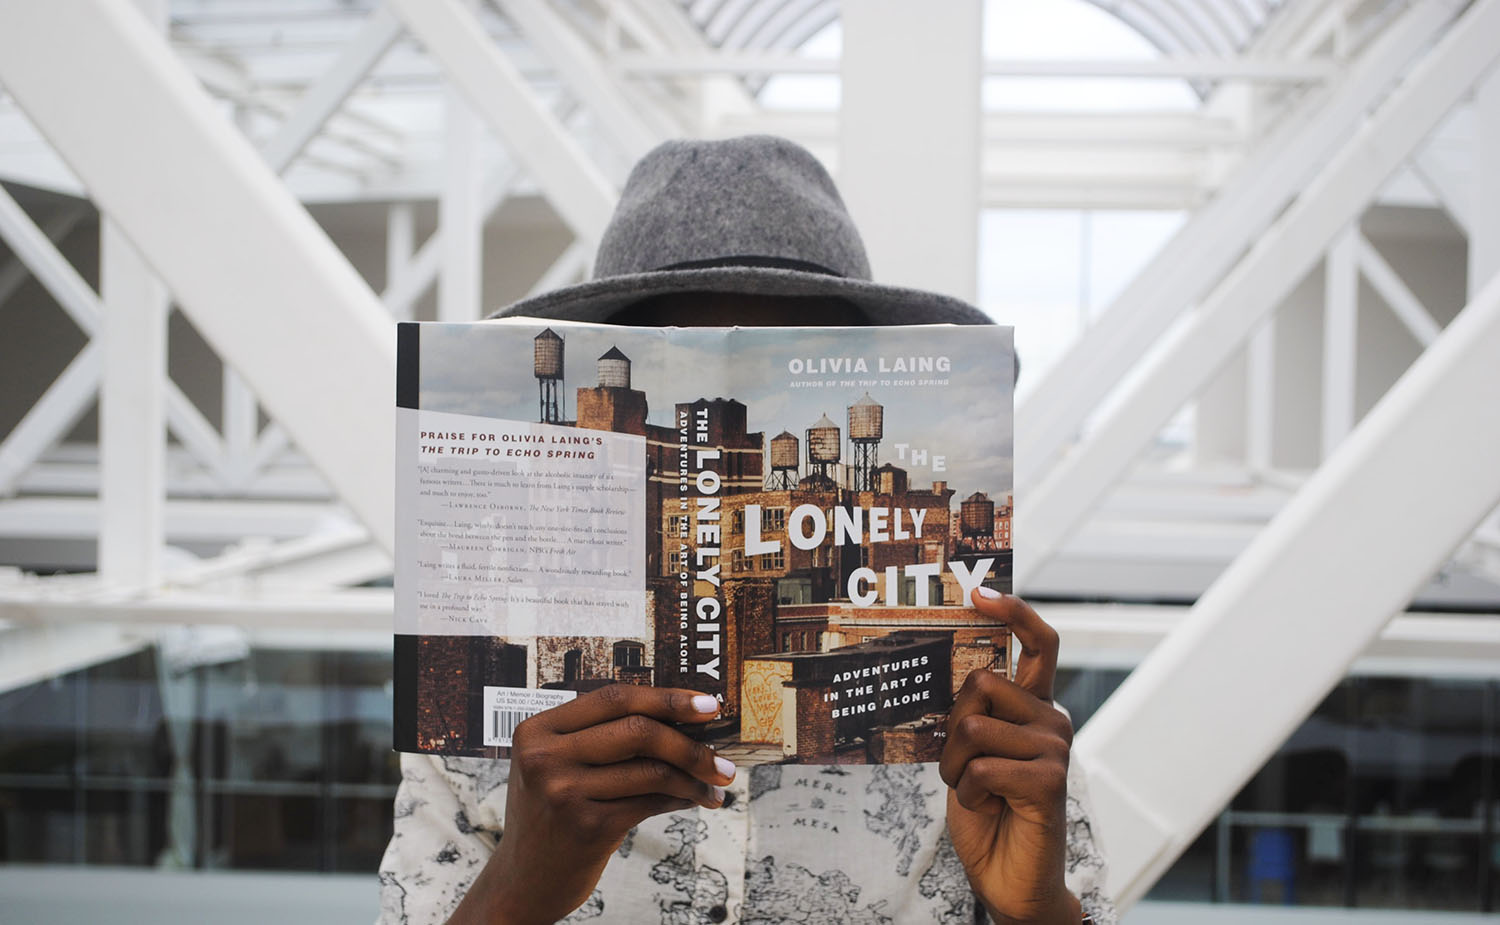 PRAISE FOR OLIVIA LAING'S
THE TRIP TO ECHO SPRING
"[A] charming and gusto-driven look at the alcoholic insanity of six
famous writers....There is much to learn from Laing's supple scholarship—
and much to enjoy, too."
—LAWRENCE OSBORNE, The New York Times Book Review
"Exquisite....Laing, wisely, doesn't reach any one-size-fits-all conclusions
about the bond between the pen and the bottle.... A marvelous writer."
—MAUREEN CORRIGAN, NPR's Fresh Air
"Laing writes a fluid, fertile nonfiction.... A wondrously rewarding book."
—LAURA MILLER, Salon
"I loved The Trip to Echo Spring. It's a beautiful book that has stayed with
me in a profound way."
—NICK CAVE
Art / Memoir / Biography
US $26.00 / CAN $29.99
THE LONELY CITY
ADVENTURES IN THE ART OF BEING ALONE
OLIVIA LAING
AUTHOR OF THE TRIP TO ECHO SPRING
THE
LONELY
CITY
ADVENTURES
IN THE ART OF
BEING ALONE
PIC
MERU
MESA